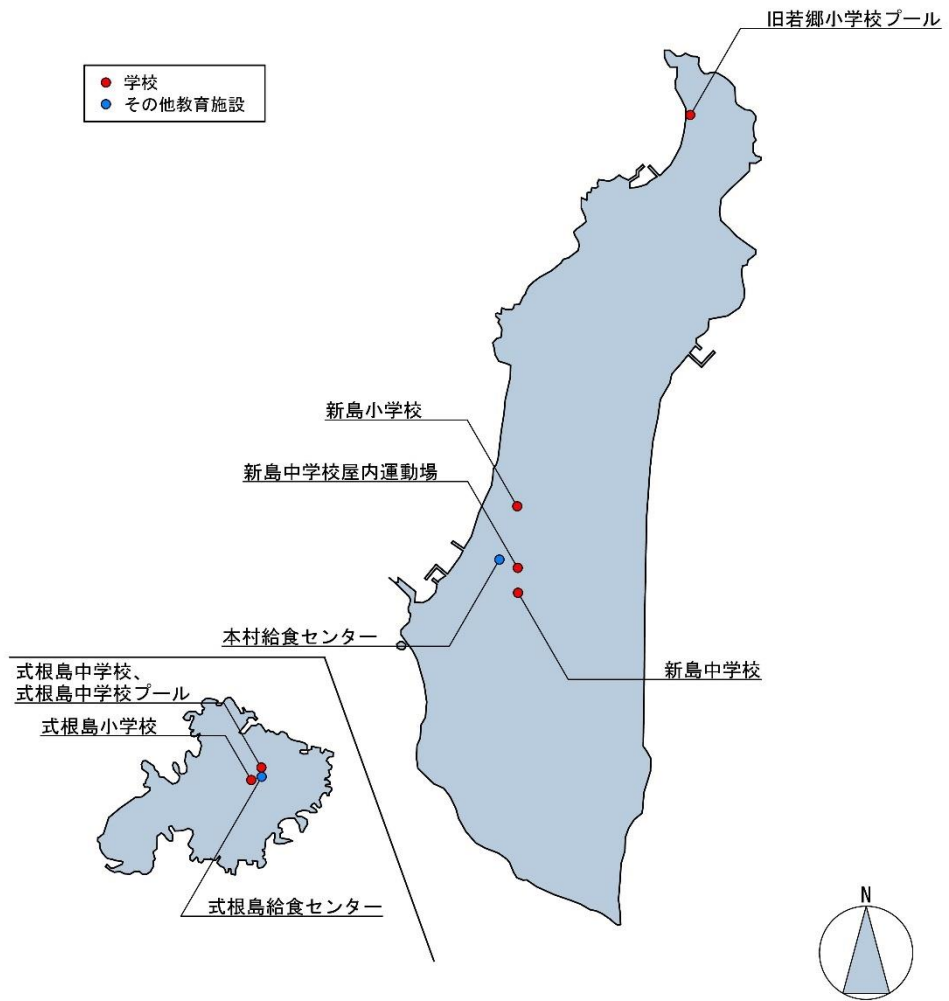 旧若郷小学校プール
学校
その他教育施設
新島小学校
新島中学校屋内運動場
本村給食センター
新島中学校
式根島中学校、
式根島中学校プール
式根島小学校
式根島給食センター
N